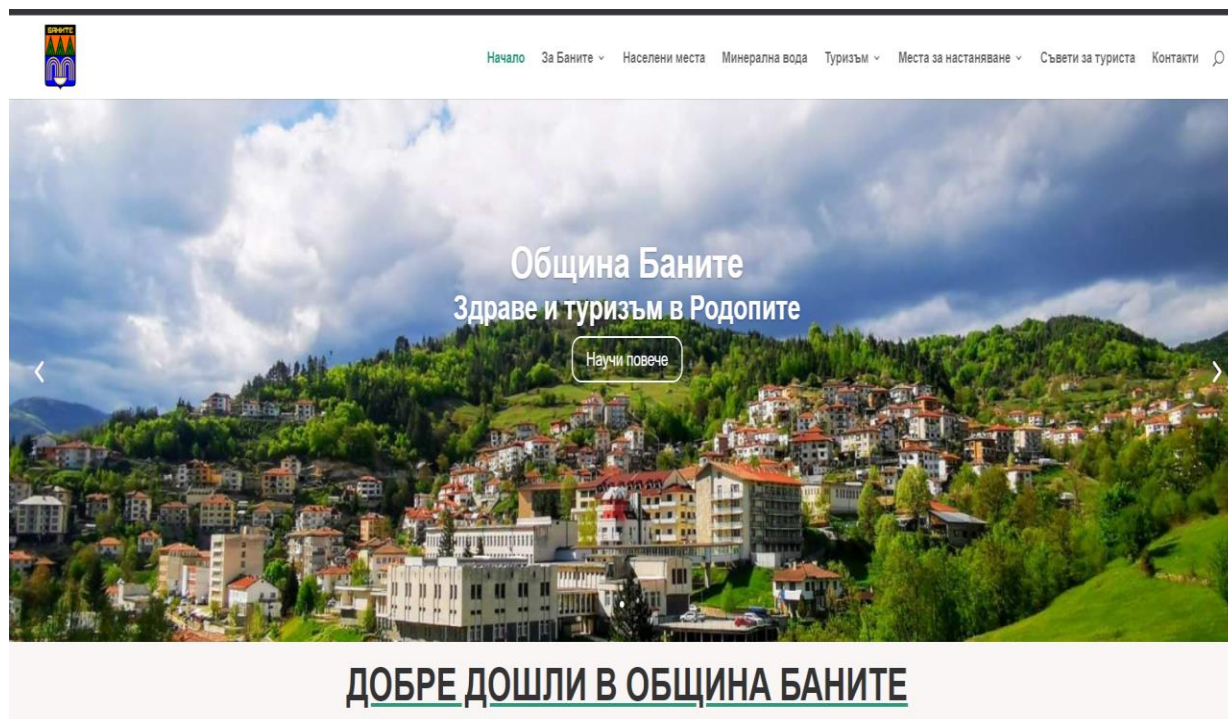 БАНИТЕ
Начало За Баните Населени места Минерална вода Туризъм Места за настаняване Съвети за туриста Контакти
Община Баните
Здраве и туризъм в Родопите
Научи повече
ДОБРЕ ДОШЛИ В ОБЩИНА БАНИТЕ